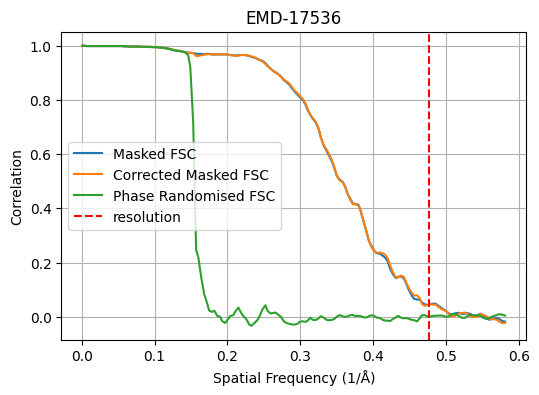 EMD-17536
1.0
0.8
0.6
0.4
0.2
0.0
Correlation
Masked FSC
Corrected Masked FSC
Phase Randomised FSC
resolution
0.0 0.1 0.2 0.3 0.4 0.5 0.6
Spatial Frequency (1/Å)